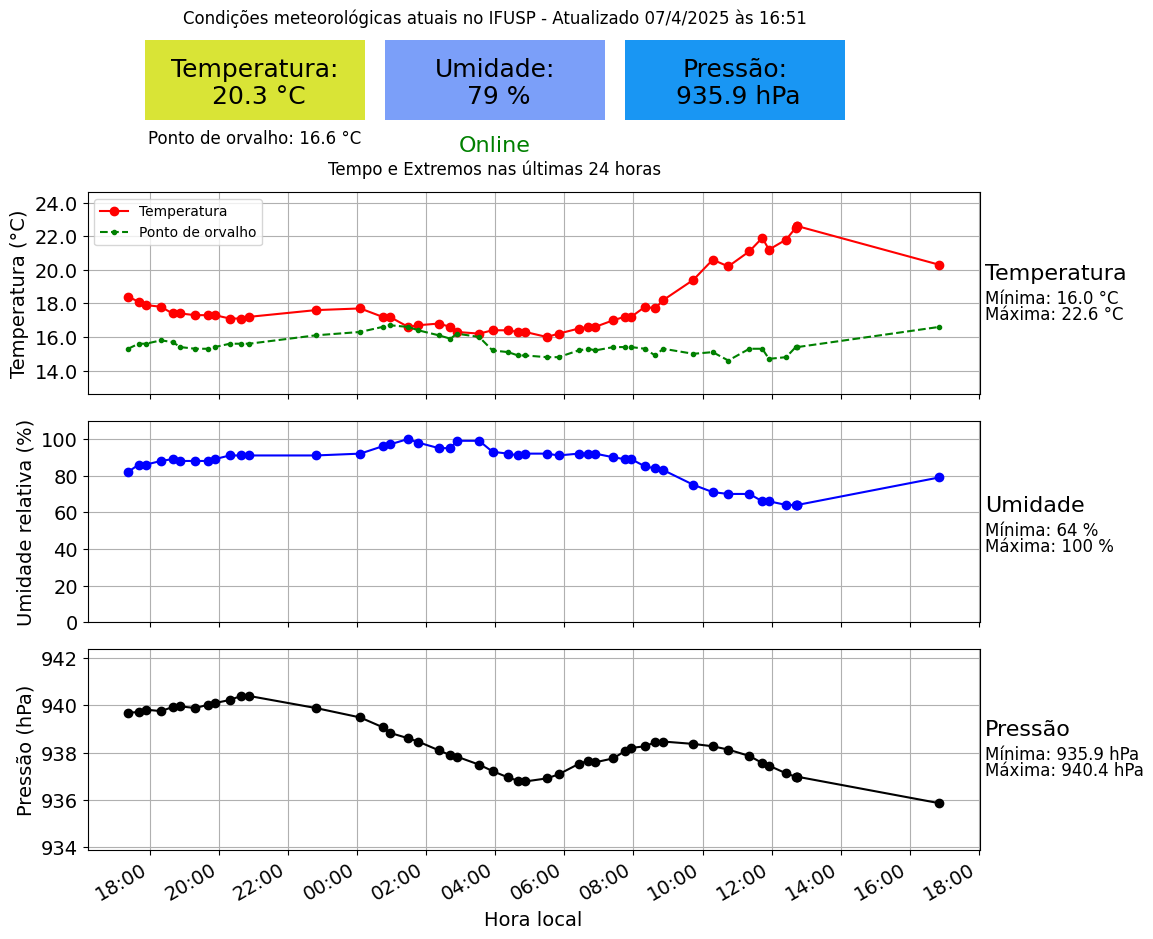 Condições meteorológicas atuais no IFUSP - Atualizado 07/4/2025 às 16:51
Temperatura:
20.3 °C
Umidade:
79 %
Pressão:
935.9 hPa
Ponto de orvalho: 16.6 °C
Online
Tempo e Extremos nas últimas 24 horas
Temperatura (°C)
24.0
22.0
20.0
18.0
16.0
14.0
Temperatura
Ponto de orvalho
Temperatura
Mínima: 16.0 °C
Máxima: 22.6 °C
Umidade relativa (%)
100
80
60
40
20
0
Umidade
Mínima: 64 %
Máxima: 100 %
Pressão (hPa)
942
940
938
936
934
Pressão
Mínima: 935.9 hPa
Máxima: 940.4 hPa
18:00 20:00 22:00 00:00 02:00 04:00 06:00 08:00 10:00 12:00 14:00 16:00 18:00
Hora local